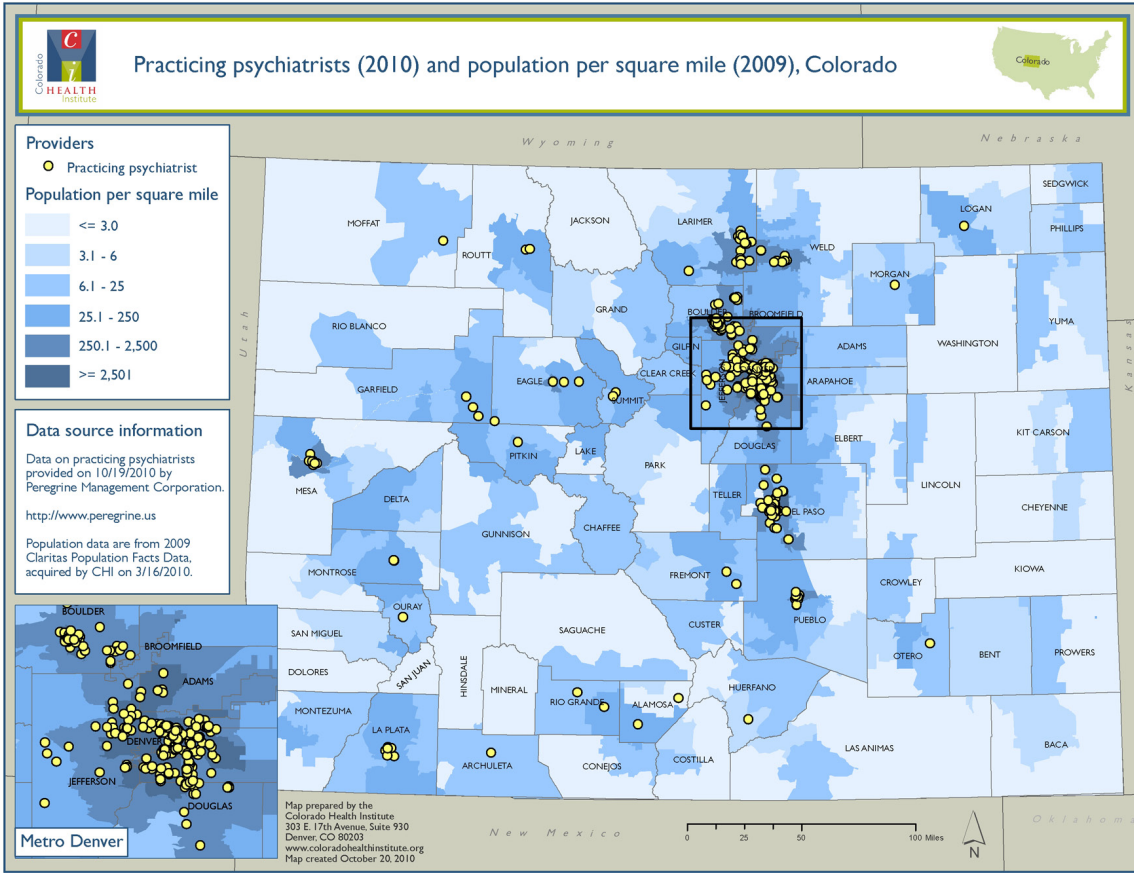 Colorado
C
i
HEALTH
Institute
Practicing psychiatrists (2010) and population per square mile (2009), Colorado
Colorado
Providers
Practicing psychiatrist
Population per square mile
<= 3.0
3.1 - 6
6.1 - 25
25.1 - 250
250.1 - 2,500
>= 2,501
Data source information
Data on practicing psychiatrists
provided on 10/19/2010 by
Peregrine Management Corporation.
http://www.peregrine.us
Population data are from 2009
Claritas Population Facts Data,
acquired by CHI on 3/16/2010.
Wyoming
Nebraska
Utah
Kansas
New Mexico
Oklahoma
SEDGWICK
LOGAN
MOFFAT
JACKSON
LARIMER
PHILLIPS
ROUTT
WELD
MORGAN
GRAND
BOULDER
BROOMFIELD
RIO BLANCO
YUMA
GILPIN
ADAMS
WASHINGTON
CLEAR CREEK
EAGLE
ARAPAHOE
GARFIELD
JEFFERSON
SUMMIT
KIT CARSON
ELBERT
DOUGLAS
PITKIN
LAKE
PARK
LINCOLN
MESA
DELTA
TELLER
EL PASO
CHEYENNE
CHAFFEE
GUNNISON
KIOWA
MONTROSE
FREMONT
CROWLEY
OURAY
PUEBLO
CUSTER
SAN MIGUEL
SAGUACHE
OTERO
BENT
PROWERS
DOLORES
SAN JUAN
HINSDALE
MINERAL
HUERFANO
RIO GRANDE
ALAMOSA
MONTEZUMA
LA PLATA
LAS ANIMAS
BACA
ARCHULETA
CONEJOS
COSTILLA
BOULDER
BROOMFIELD
ADAMS
DENVER
JEFFERSON
DOUGLAS
Metro Denver
Map prepared by the
Colorado Health Institute
303 E. 17th Avenue, Suite 930
Denver, CO 80203
www.coloradohealthinstitute.org
Map created October 20, 2010
0 25 50 100 Miles
N